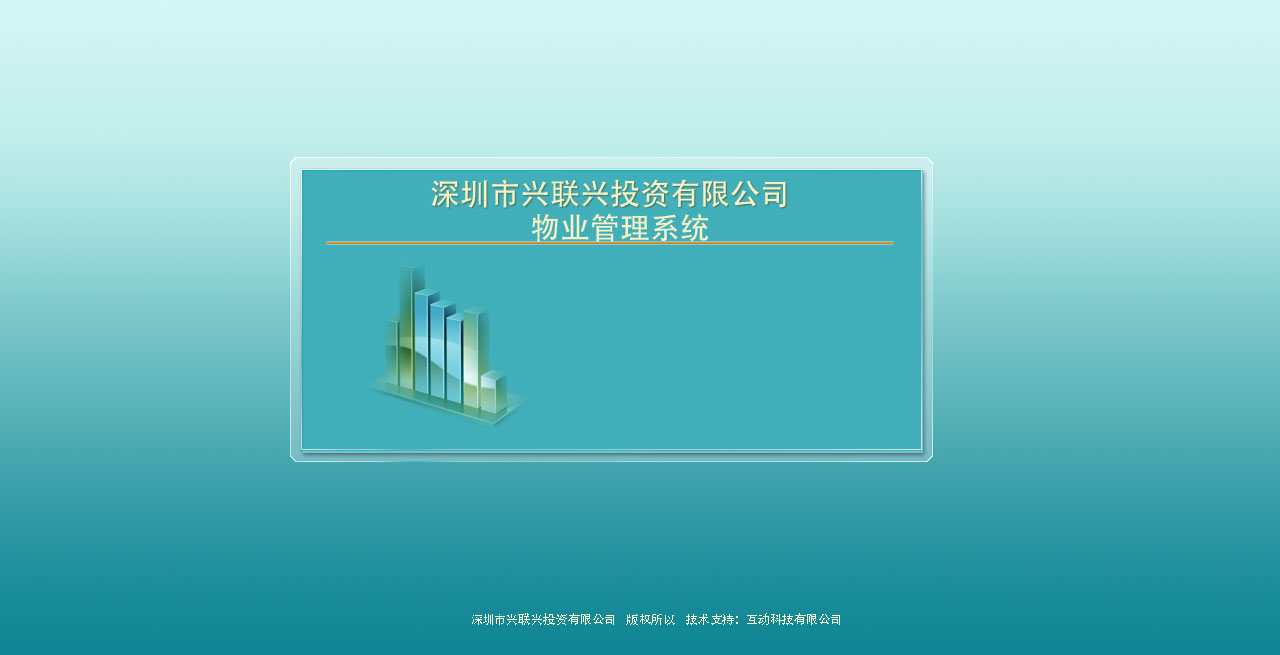 深圳市兴联兴投资有限公司
物业管理系统
深圳市兴联兴投资有限公司 版权所以 技术支持：互动科技有限公司